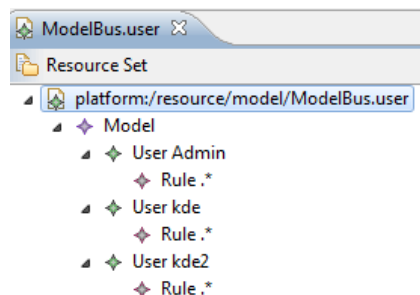 ModelBus.user
Resource Set
platform:/resource/model/ModelBus.user
Model
User Admin
Rule .*
User kde
Rule .*
User kde2
Rule .*